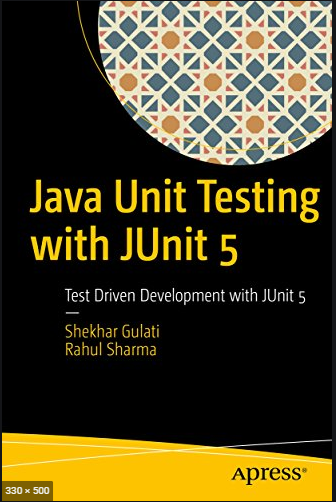 Java Unit Testing
with JUnit 5
Test Driven Development with JUnit 5
—
Shekhar Gulati
Rahul Sharma
Apress®
330 × 500